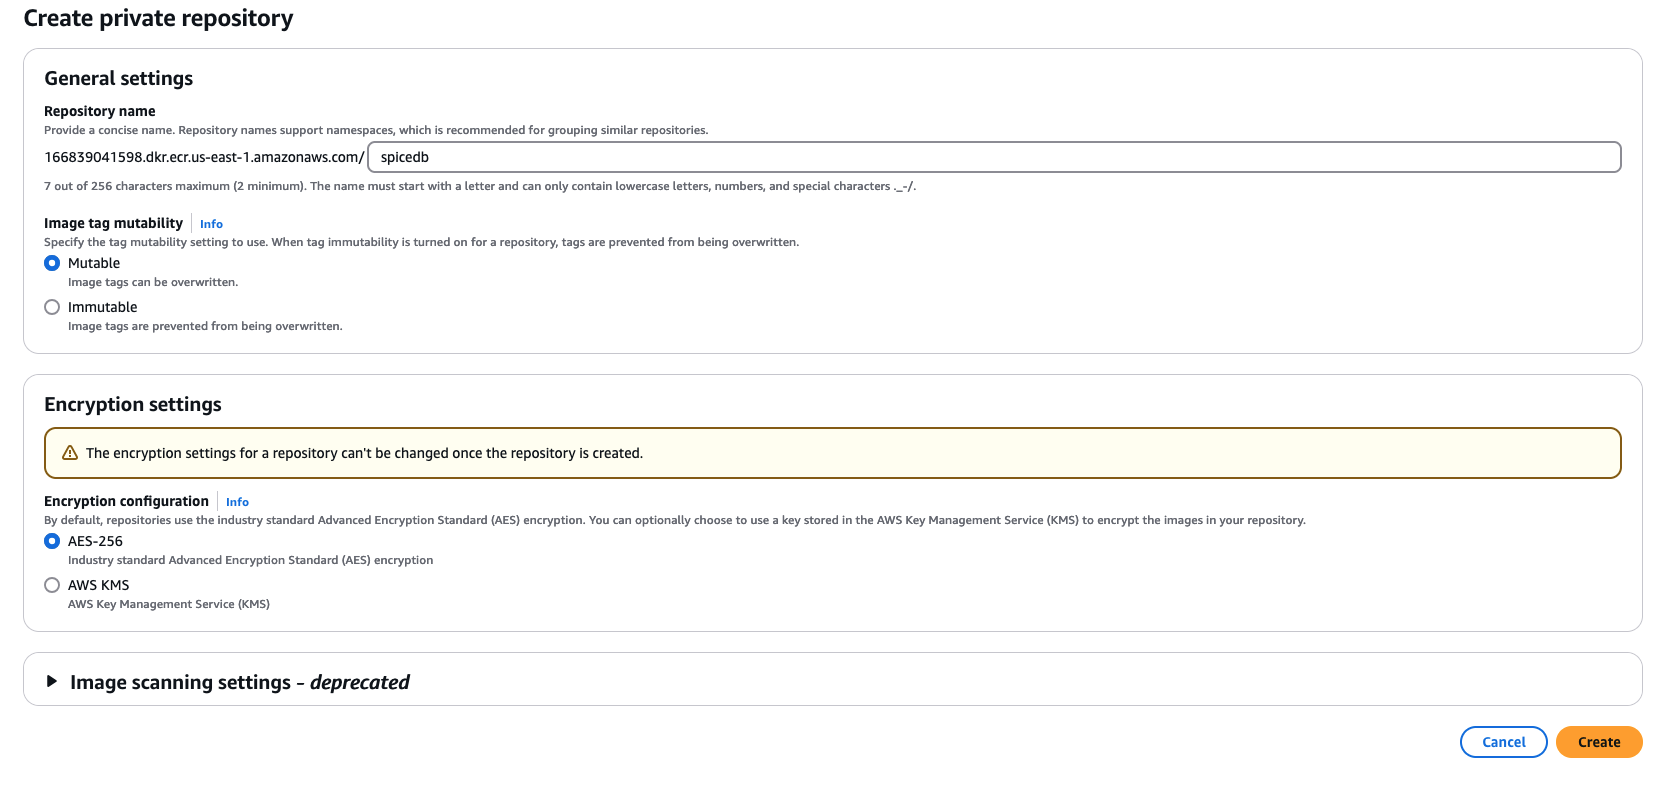 Create private repository
General settings
Repository name
Provide a concise name. Repository names support namespaces, which is recommended for grouping similar repositories.
166839041598.dkr.ecr.us-east-1.amazonaws.com/ spicedb
7 out of 256 characters maximum (2 minimum). The name must start with a letter and can only contain lowercase letters, numbers, and special characters ._-/.
Image tag mutability Info
Specify the tag mutability setting to use. When tag immutability is turned on for a repository, tags are prevented from being overwritten.
Mutable
Image tags can be overwritten.
Immutable
Image tags are prevented from being overwritten.
Encryption settings
The encryption settings for a repository can't be changed once the repository is created.
Encryption configuration Info
By default, repositories use the industry standard Advanced Encryption Standard (AES) encryption. You can optionally choose to use a key stored in the AWS Key Management Service (KMS) to encrypt the images in your repository.
AES-256
Industry standard Advanced Encryption Standard (AES) encryption
AWS KMS
AWS Key Management Service (KMS)
Image scanning settings - deprecated
Cancel Create